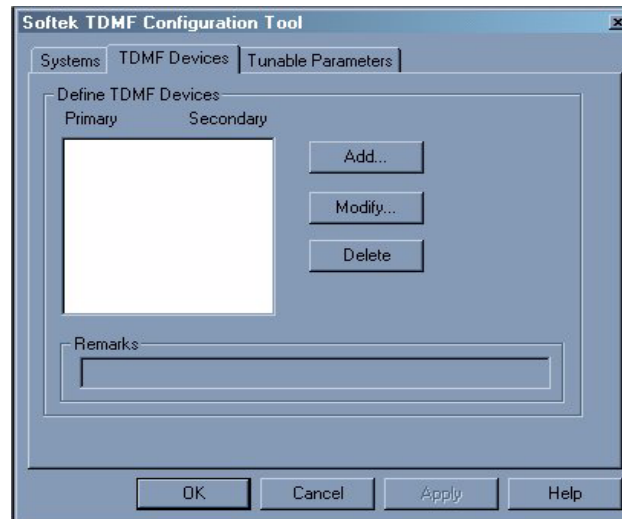 Softek TDMF Configuration Tool
Systems TDMF Devices Tunable Parameters
Define TDMF Devices
Primary Secondary
Add...
Modify...
Delete
Remarks
OK Cancel Apply Help